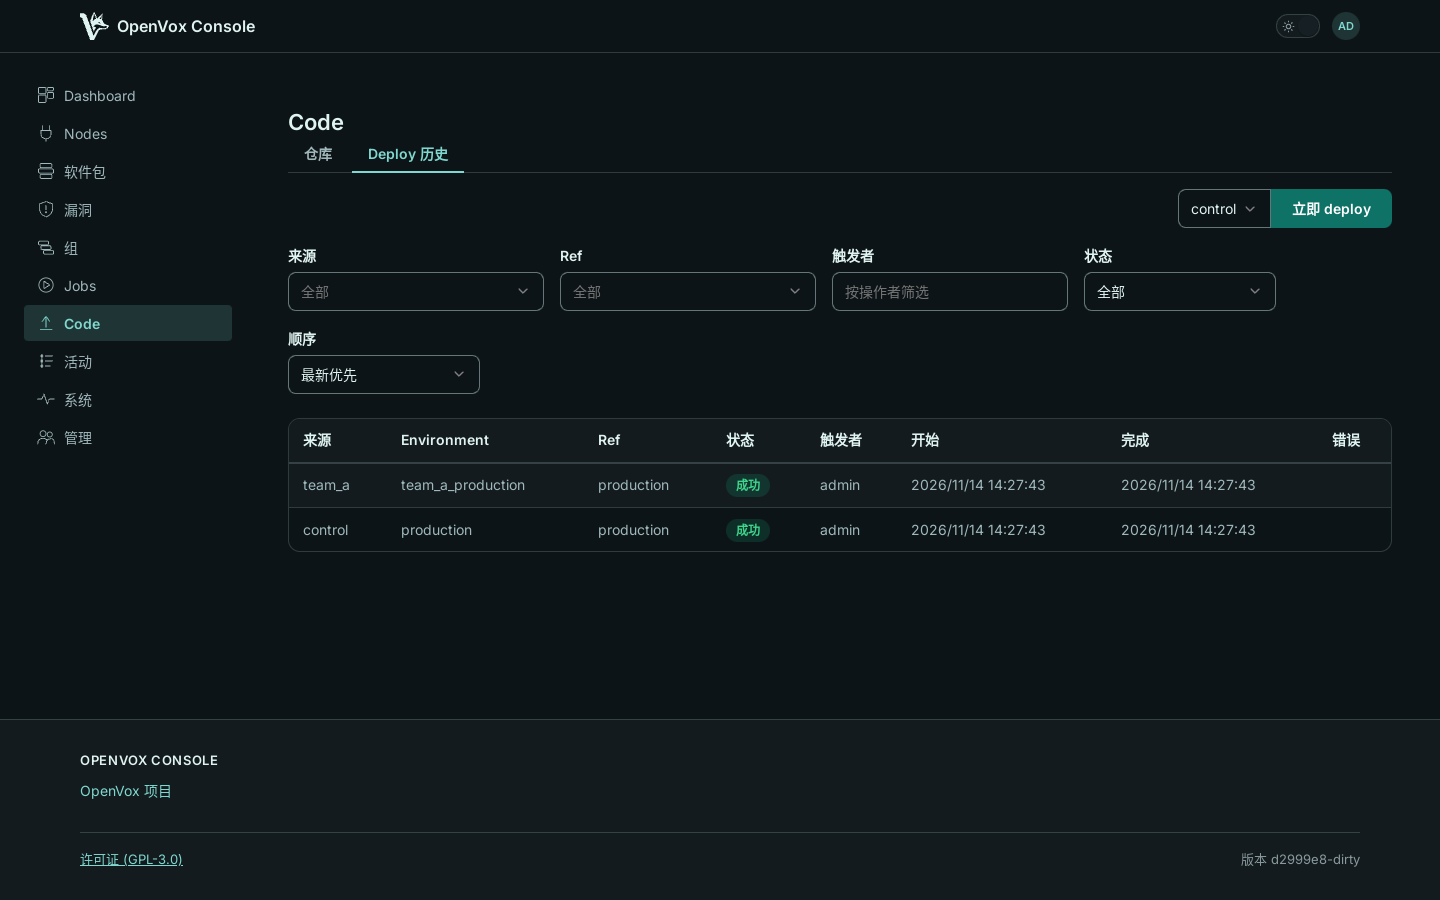 OpenVox Console
AD
Dashboard
Nodes
软件包
漏洞
组
Jobs
Code
活动
系统
管理
Code
仓库
Deploy 历史
control
立即 deploy
来源
Ref
触发者
状态
全部
全部
按操作者筛选
全部
顺序
最新优先
来源 Environment Ref 状态 触发者 开始 完成 错误
team_a team_a_production production 成功 admin 2026/11/14 14:27:43 2026/11/14 14:27:43
control production production 成功 admin 2026/11/14 14:27:43 2026/11/14 14:27:43
OPENVOX CONSOLE
OpenVox 项目
许可证 (GPL-3.0)
版本 d2999e8-dirty